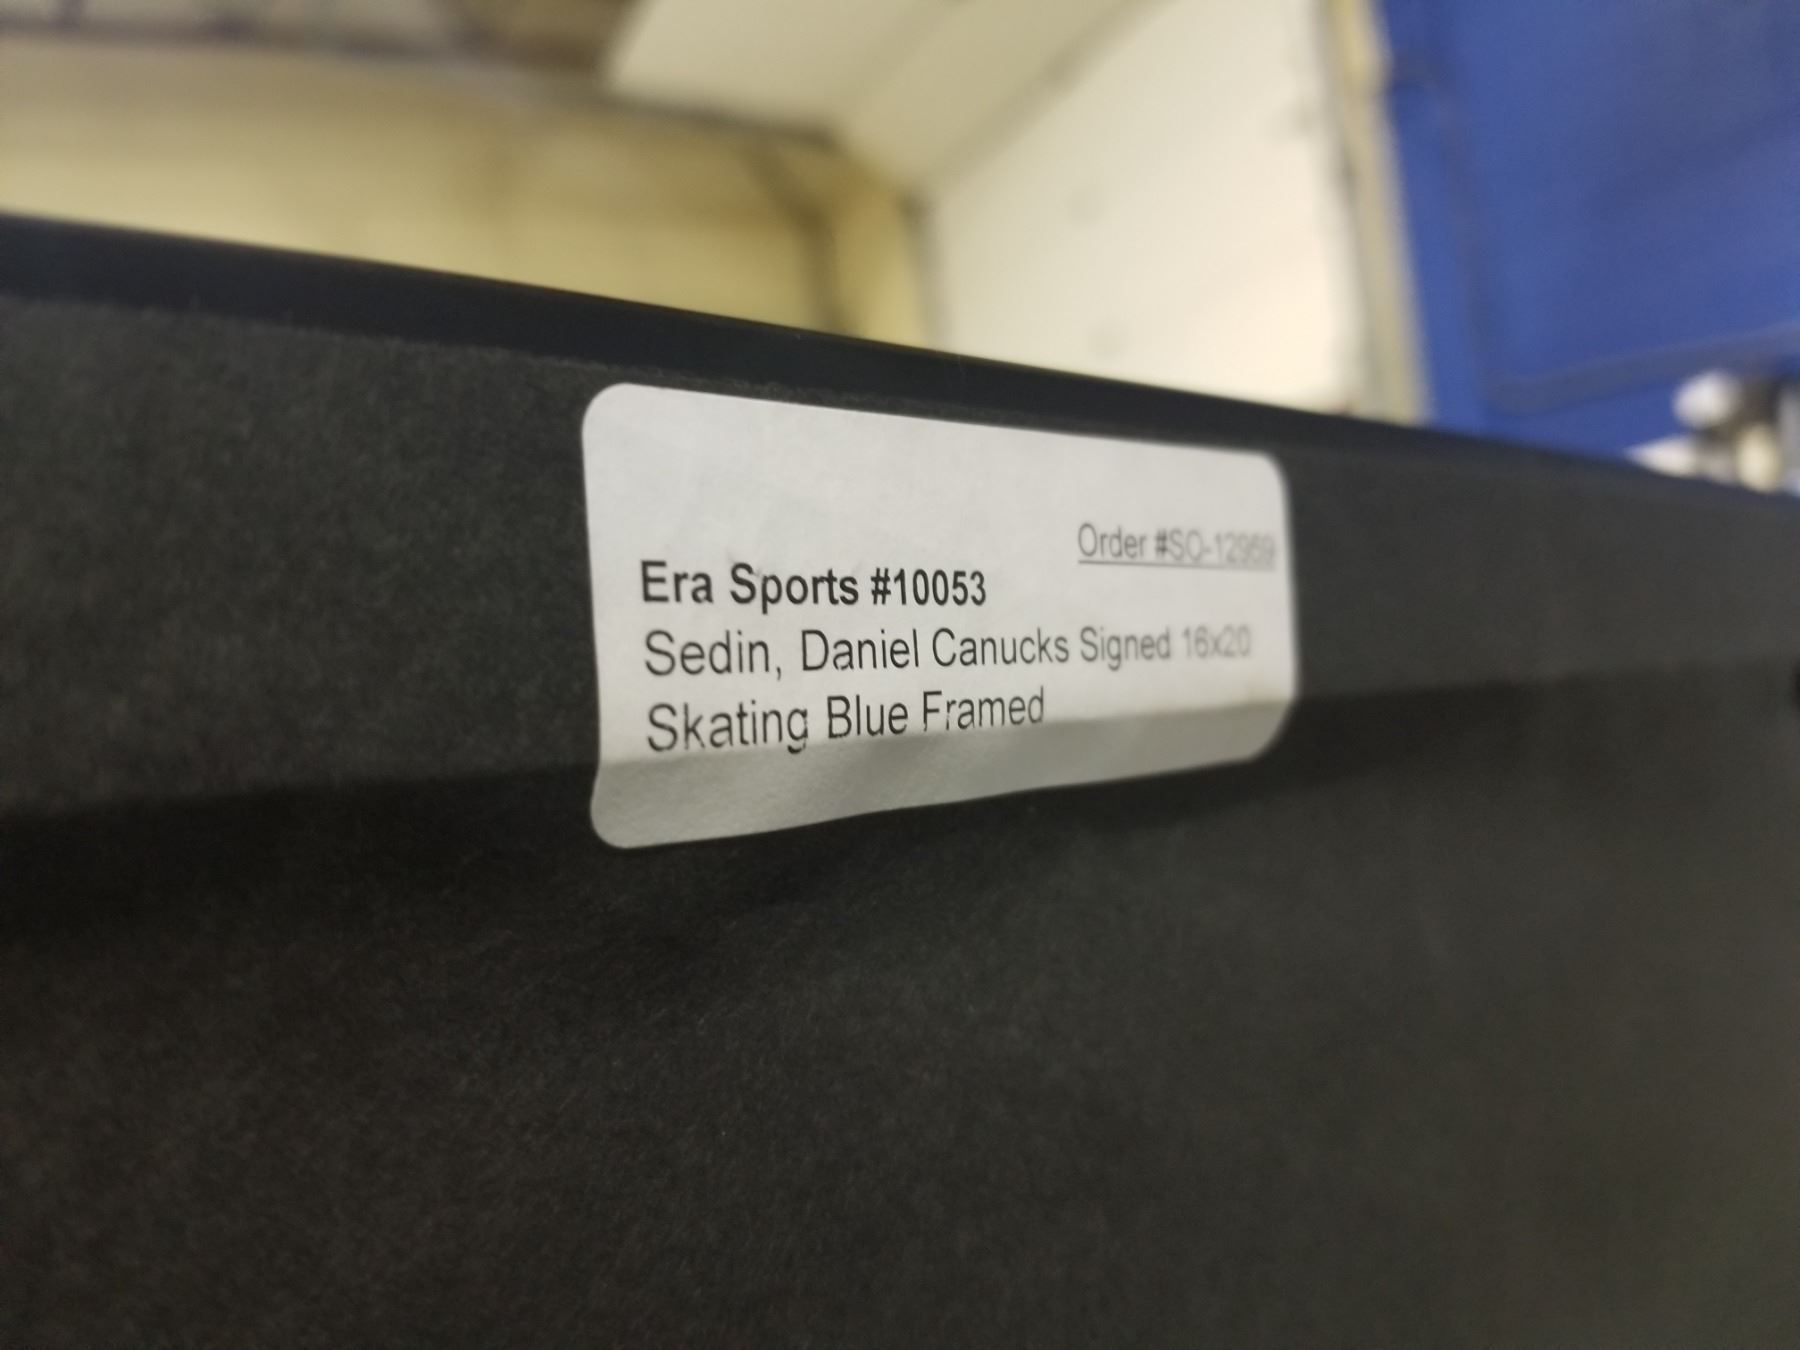 Order #SO-12969
Era Sports #10053
Sedin, Daniel Canucks Signed 16x20
Skating Blue Framed